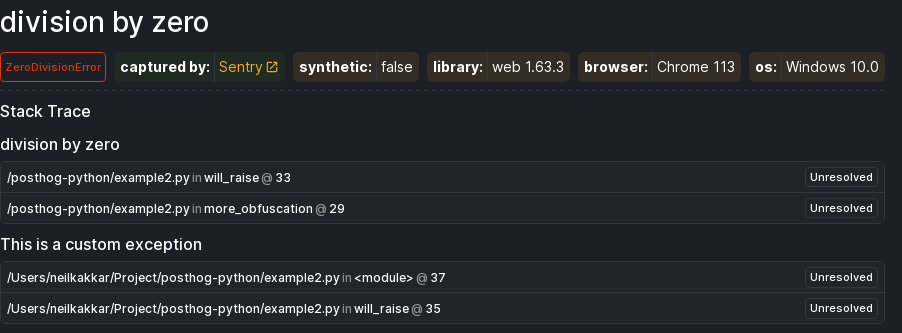 division by zero
ZeroDivisionError captured by: Sentry synthetic: false library: web 1.63.3 browser: Chrome 113 os: Windows 10.0
Stack Trace
division by zero
/posthog-python/example2.py in will_raise @ 33 Unresolved
/posthog-python/example2.py in more_obfuscation @ 29 Unresolved
This is a custom exception
/Users/neilkakkar/Project/posthog-python/example2.py in <module> @ 37 Unresolved
/Users/neilkakkar/Project/posthog-python/example2.py in will_raise @ 35 Unresolved